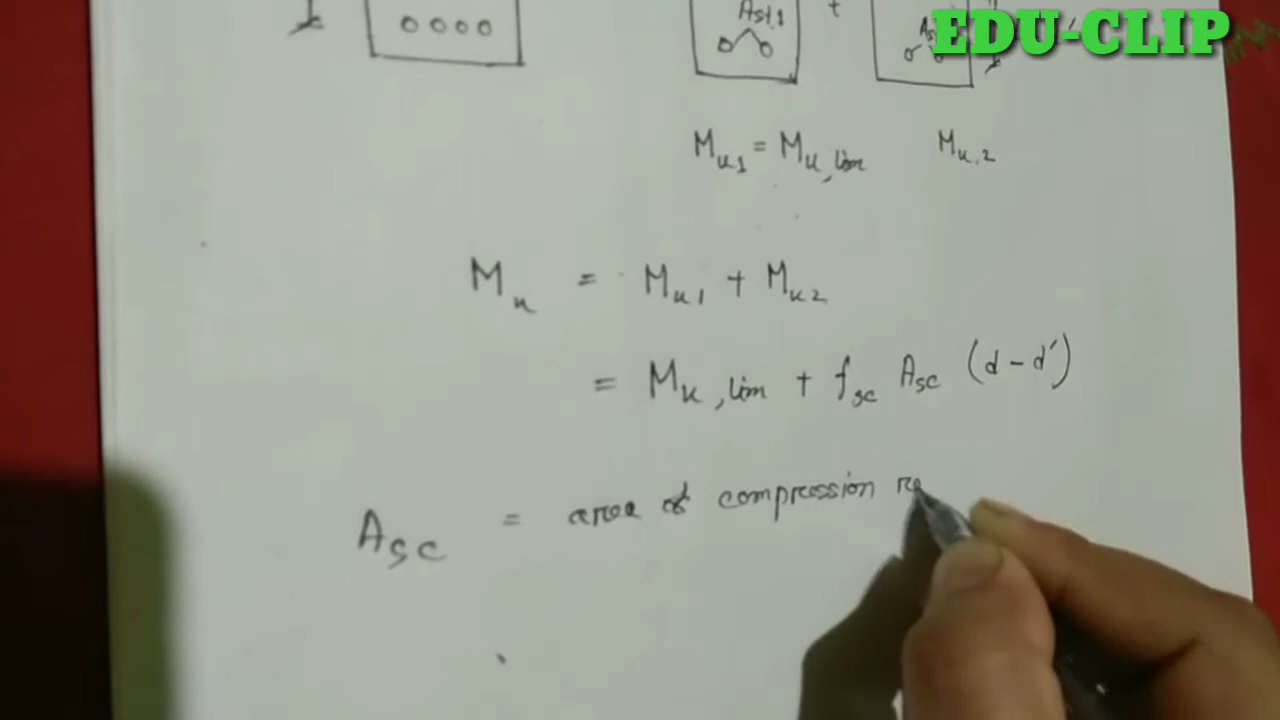 EDU-CLIP
Ast,1 +
Mu1 = Mu,lim Mu,2
Mu = Mu1 + Mu2
= Mu,lim + fsc Asc (d - d')
Asc = area of compression re